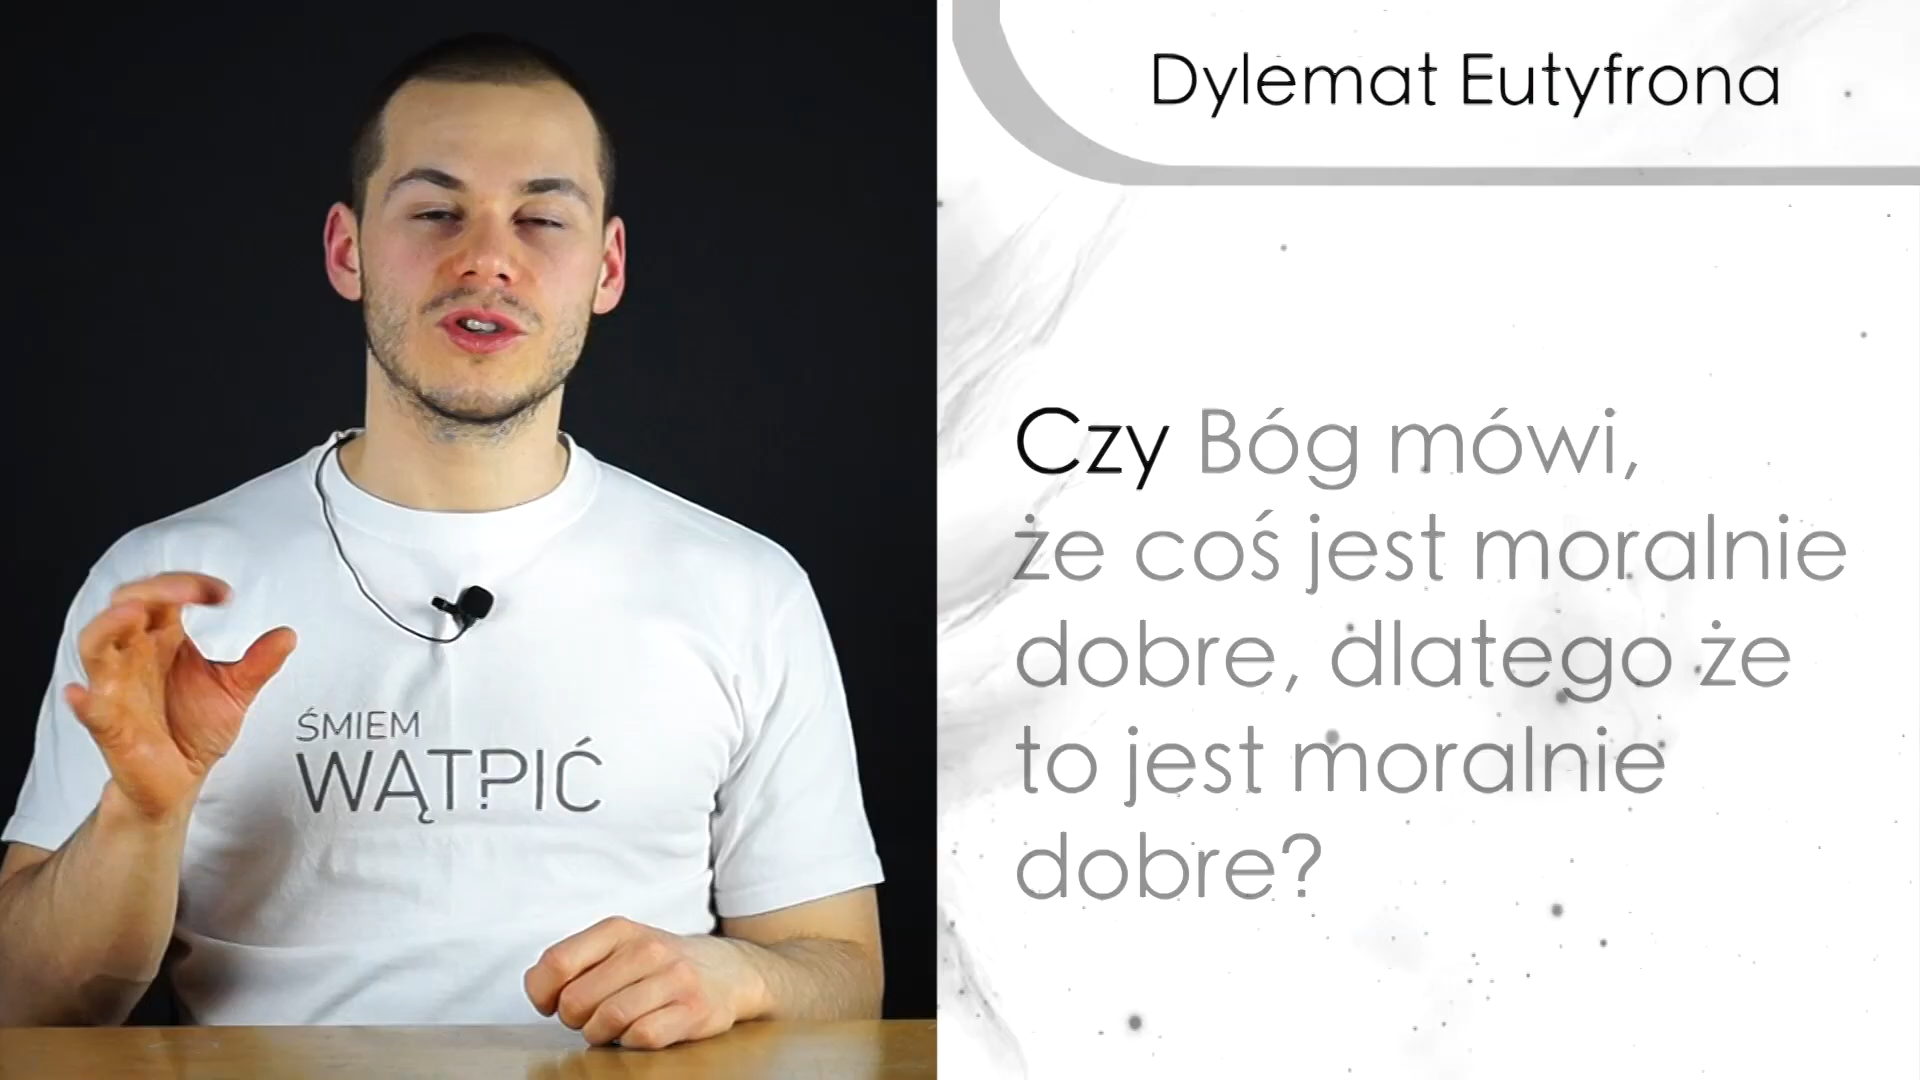 ŚMIEM
WĄTPIĆ
Dylemat Eutyfrona
Czy Bóg mówi,
że coś jest moralnie
dobre, dlatego że
to jest moralnie
dobre?